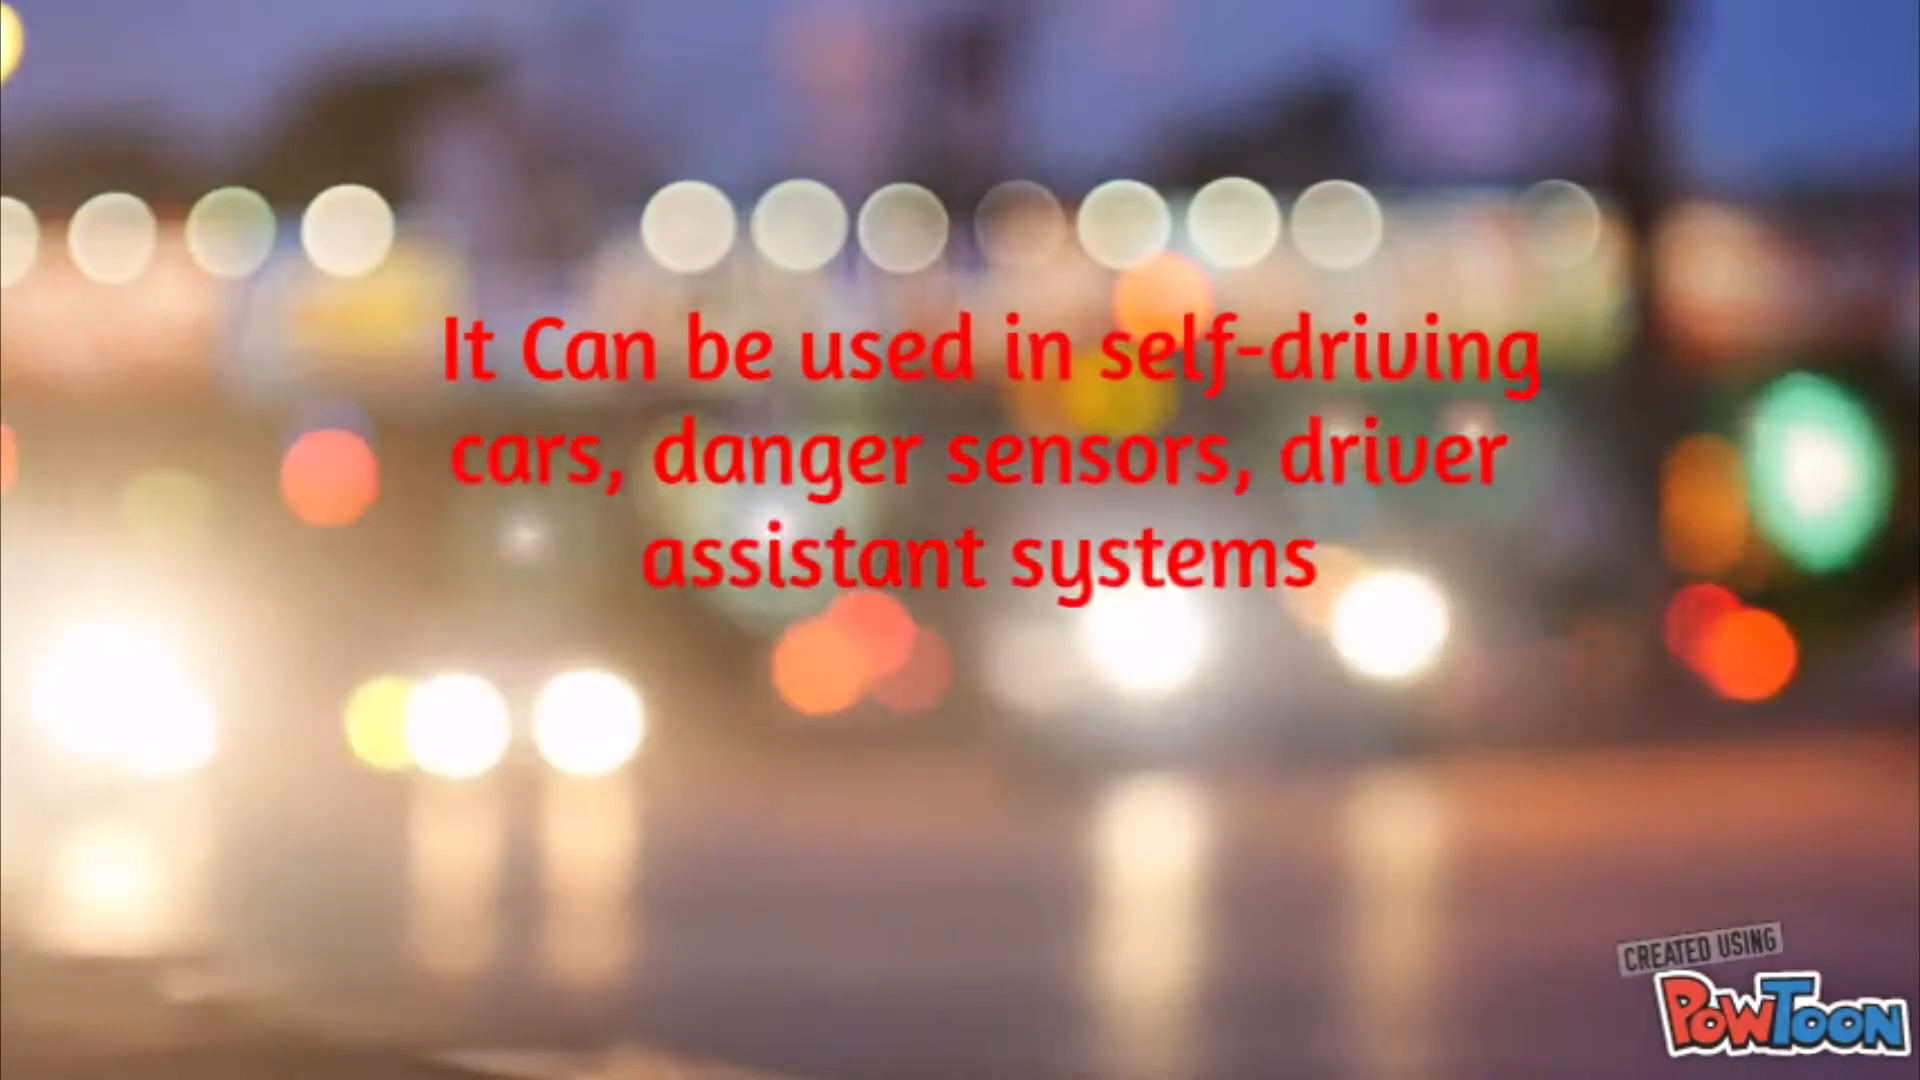 It Can be used in self-driving
cars, danger sensors, driver
assistant systems
CREATED USING
POWTOON